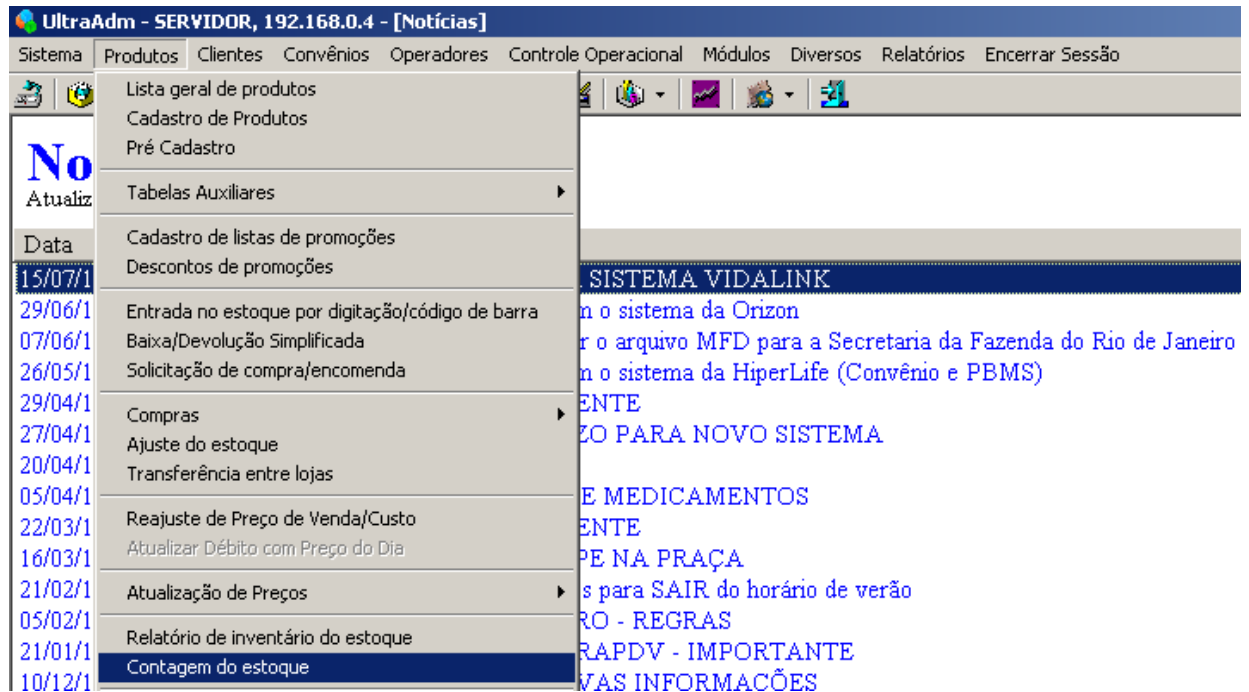 UltraAdm - SERVIDOR, 192.168.0.4 - [Notícias]
Sistema Produtos Clientes Convênios Operadores Controle Operacional Módulos Diversos Relatórios Encerrar Sessão
Lista geral de produtos
Cadastro de Produtos
Pré Cadastro
No
Atualiz
Tabelas Auxiliares
Data
Cadastro de listas de promoções
Descontos de promoções
15/07/1 SISTEMA VIDALINK
29/06/1 Entrada no estoque por digitação/código de barra o sistema da Orizon
07/06/1 Baixa/Devolução Simplificada r o arquivo MFD para a Secretaria da Fazenda do Rio de Janeiro
26/05/1 Solicitação de compra/encomenda o sistema da HiperLife (Convênio e PBMS)
29/04/1 Compras ENTE
27/04/1 Ajuste do estoque ZO PARA NOVO SISTEMA
20/04/1 Transferência entre lojas
05/04/1 E MEDICAMENTOS
22/03/1 Reajuste de Preço de Venda/Custo ENTE
16/03/1 Atualizar Débito com Preço do Dia PE NA PRAÇA
21/02/1 Atualização de Preços s para SAIR do horário de verão
05/02/1 RO - REGRAS
21/01/1 Relatório de inventário do estoque RAPDV - IMPORTANTE
10/12/1 Contagem do estoque VAS INFORMAÇÕES